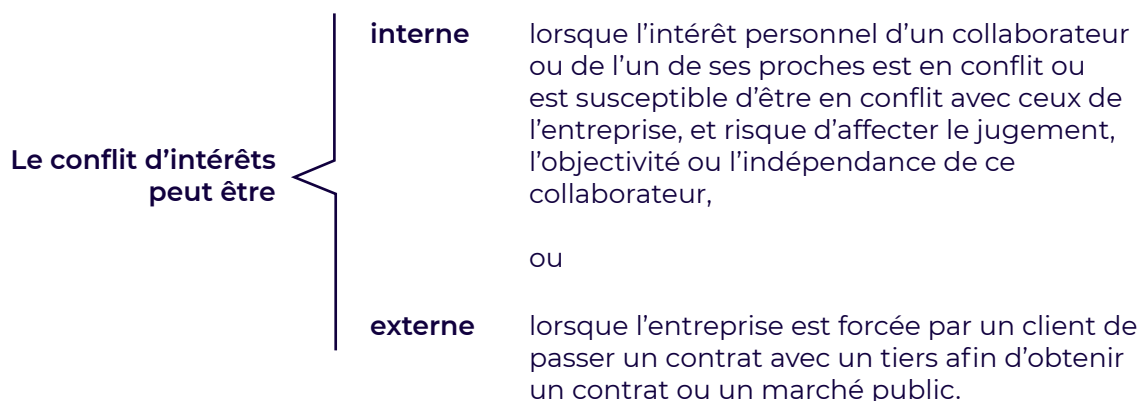 interne
lorsque l’intérêt personnel d’un collaborateur
ou de l’un de ses proches est en conflit ou
est susceptible d’être en conflit avec ceux de
l’entreprise, et risque d’affecter le jugement,
l’objectivité ou l’indépendance de ce
collaborateur,
Le conflit d’intérêts
peut être
ou
externe
lorsque l’entreprise est forcée par un client de
passer un contrat avec un tiers afin d’obtenir
un contrat ou un marché public.